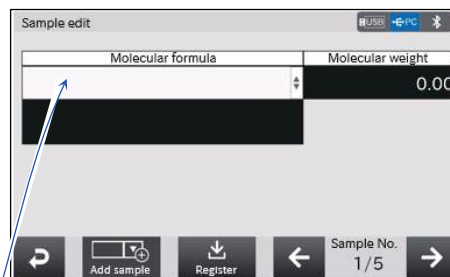 Sample edit USB PC
Molecular formula Molecular weight
0.00
Add sample Register Sample No.
1/5